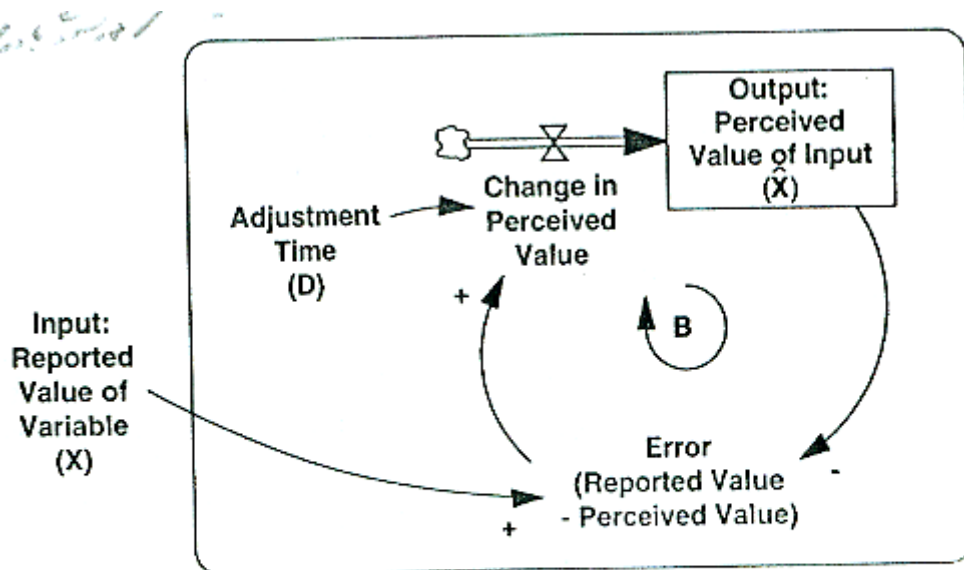 Output:
Perceived
Value of Input
(X̂)
Change in
Perceived
Value
Adjustment
Time
(D)
+
B
Input:
Reported
Value of
Variable
(X)
Error
(Reported Value
- Perceived Value)
-
+